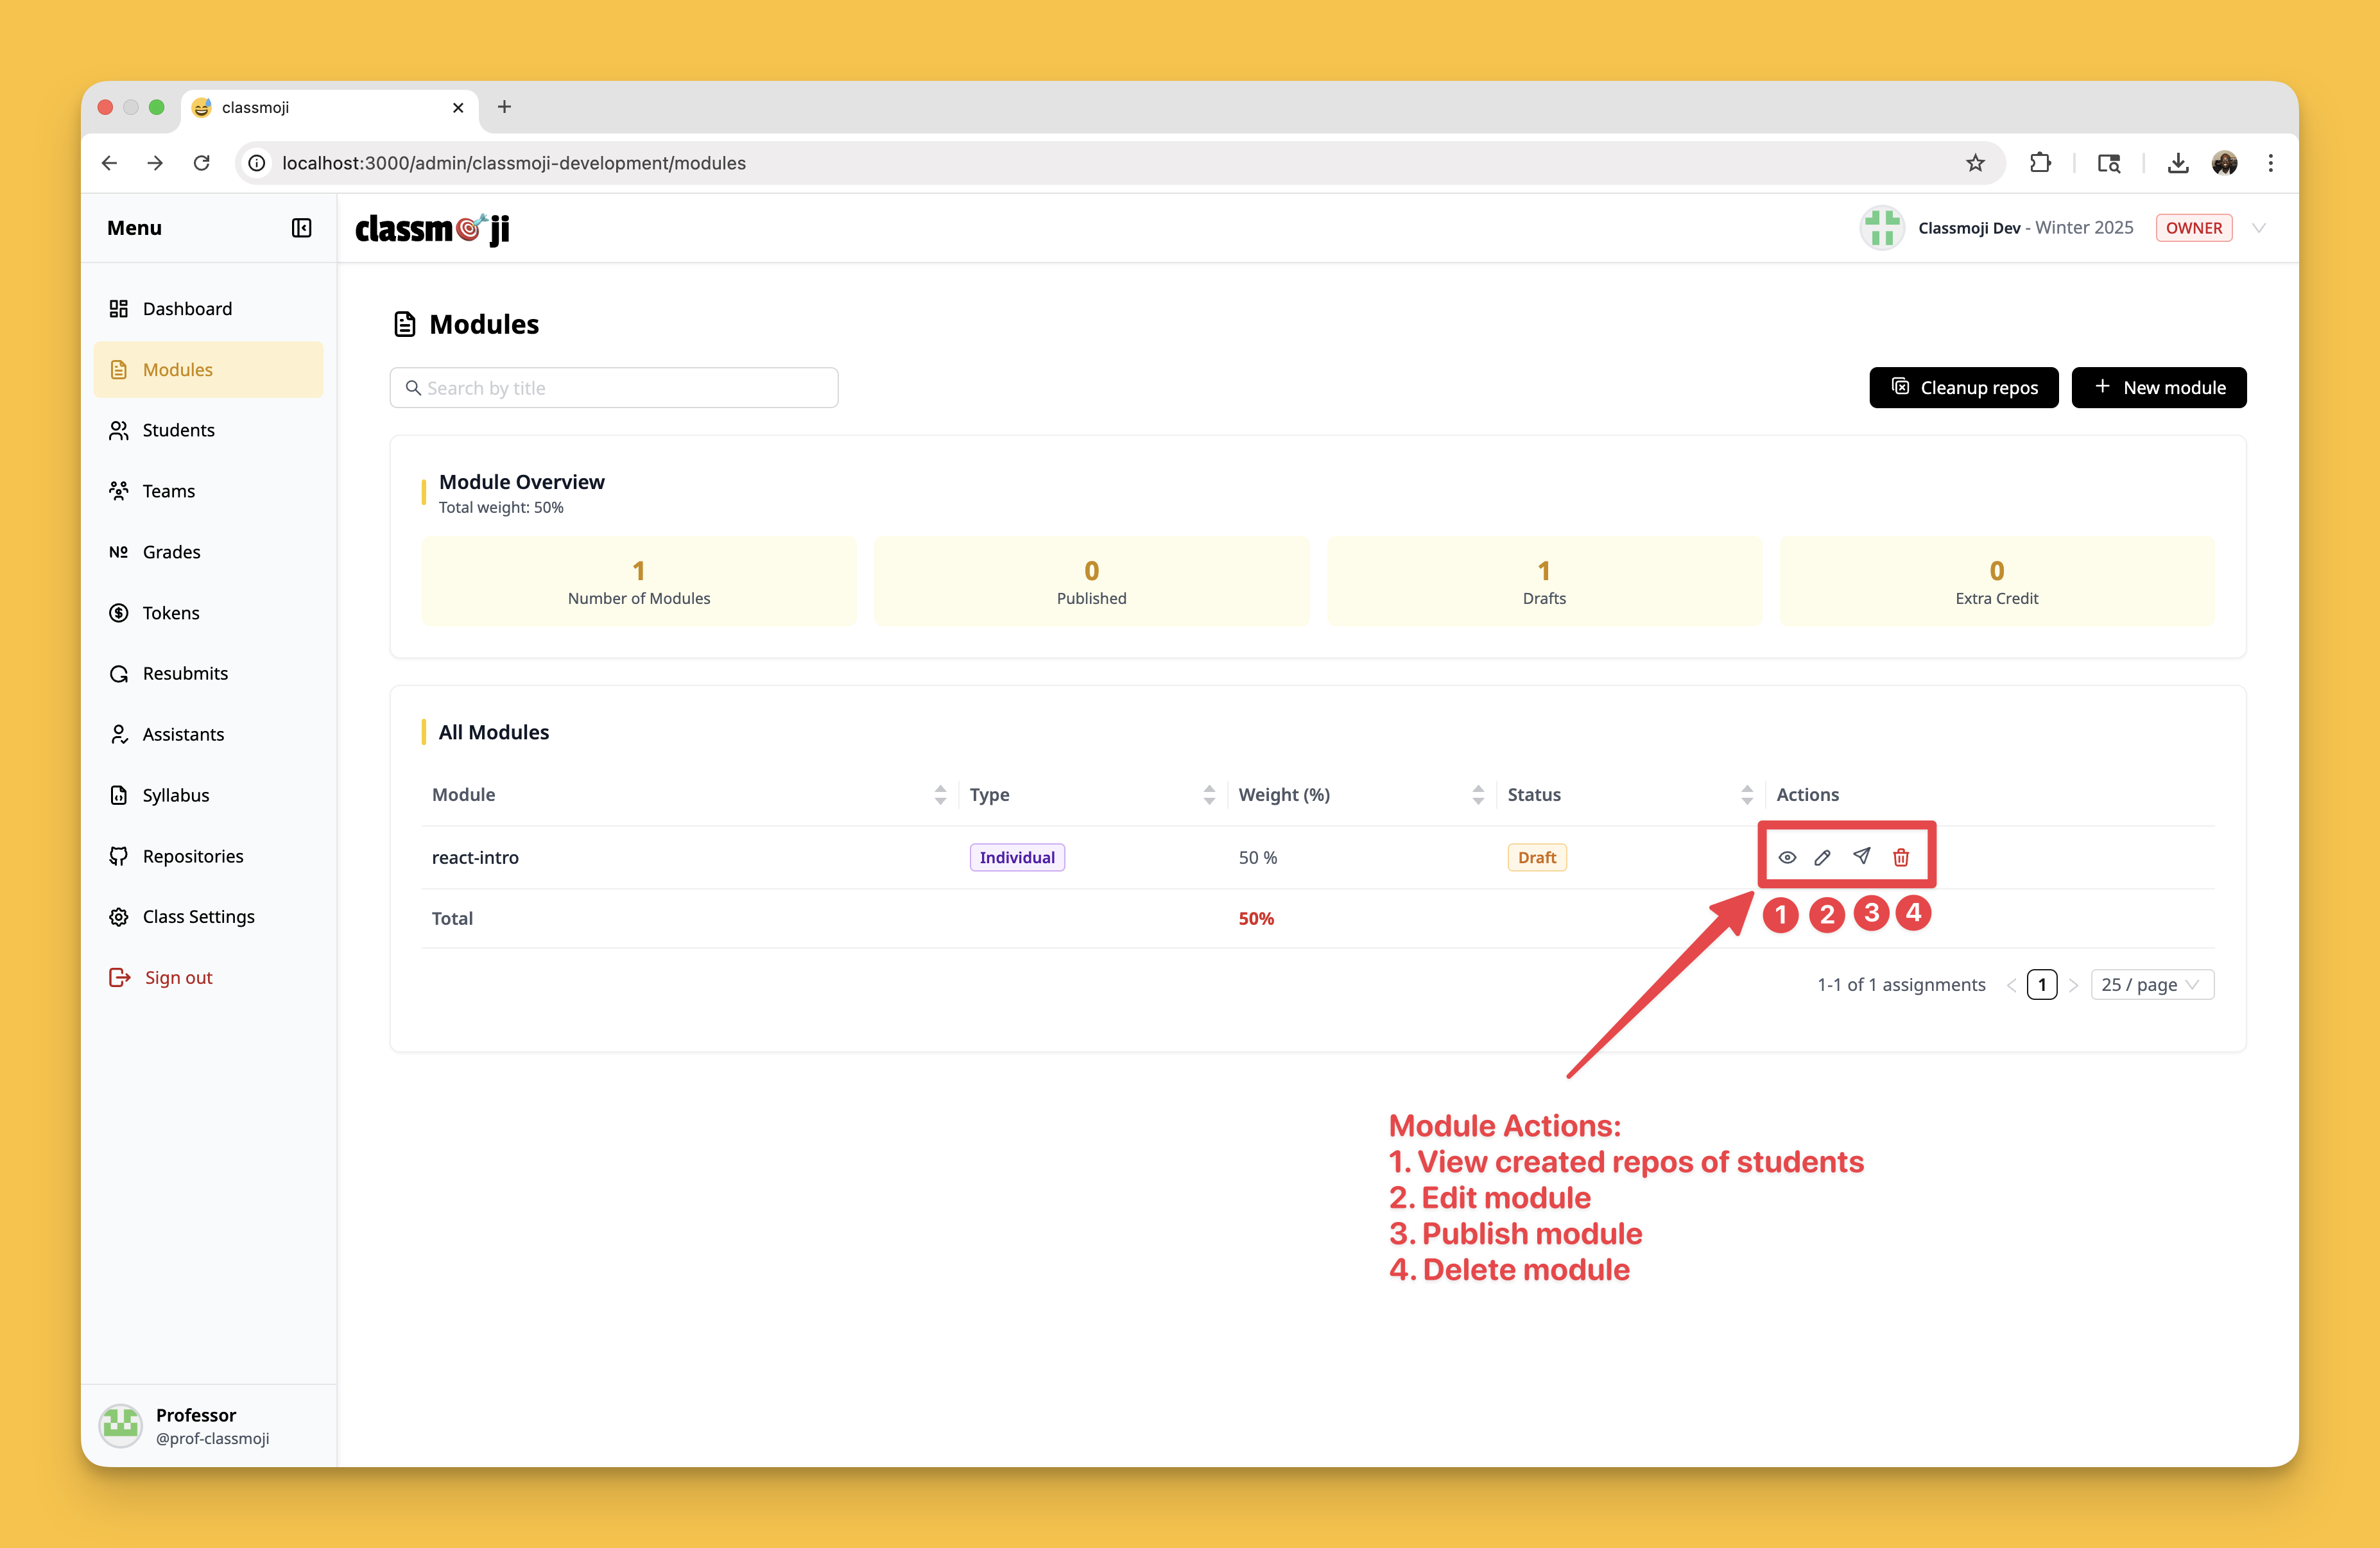 classmoji
localhost:3000/admin/classmoji-development/modules
Menu
classmoji
Classmoji Dev - Winter 2025
OWNER
Dashboard
Modules
Students
Teams
Nº Grades
Tokens
Resubmits
Assistants
Syllabus
Repositories
Class Settings
Sign out
Professor
@prof-classmoji
Modules
Search by title
Cleanup repos
New module
Module Overview
Total weight: 50%
1
Number of Modules
0
Published
1
Drafts
0
Extra Credit
All Modules
Module Type Weight (%) Status Actions
react-intro Individual 50 % Draft
Total 50%
1 2 3 4
1-1 of 1 assignments 1 25 / page
Module Actions:
1. View created repos of students
2. Edit module
3. Publish module
4. Delete module